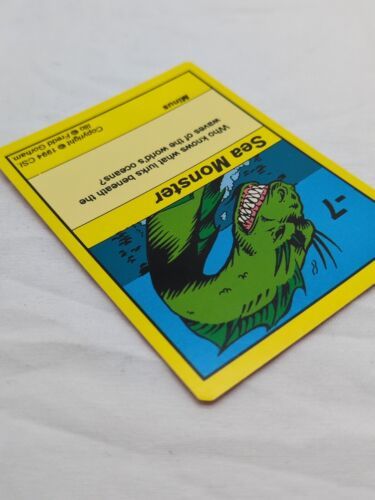 -7
Sea Monster
Who knows what lurks beneath the
waves of the world's oceans?
Minus
Copyright © 1994 CSI
Illo © Fredd Gorham